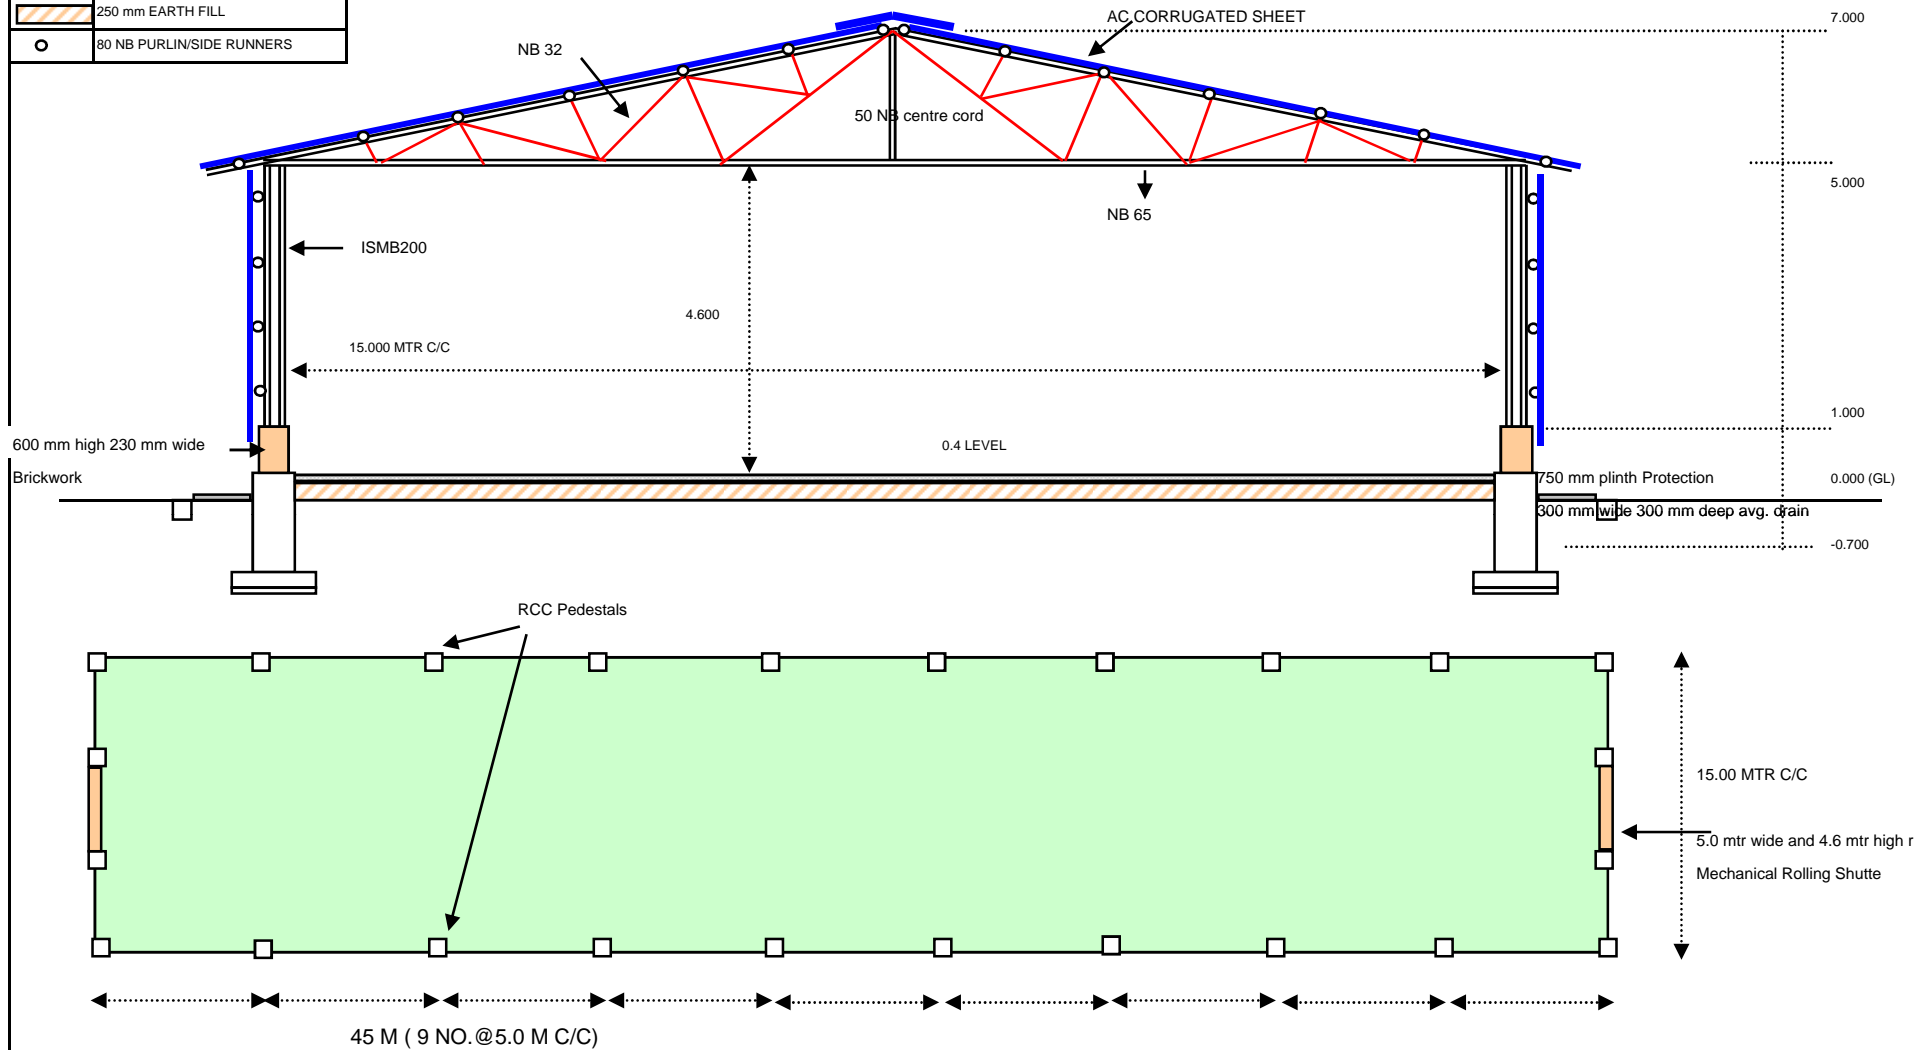 250 mm EARTH FILL
80 NB PURLIN/SIDE RUNNERS
AC CORRUGATED SHEET
7.000
NB 32
50 NB centre cord
5.000
NB 65
ISMB200
4.600
15.000 MTR C/C
1.000
600 mm high 230 mm wide
Brickwork
0.4 LEVEL
750 mm plinth Protection
0.000 (GL)
300 mm wide 300 mm deep avg. drain
-0.700
RCC Pedestals
15.00 MTR C/C
5.0 mtr wide and 4.6 mtr high r
Mechanical Rolling Shutte
45 M ( 9 NO.@5.0 M C/C)